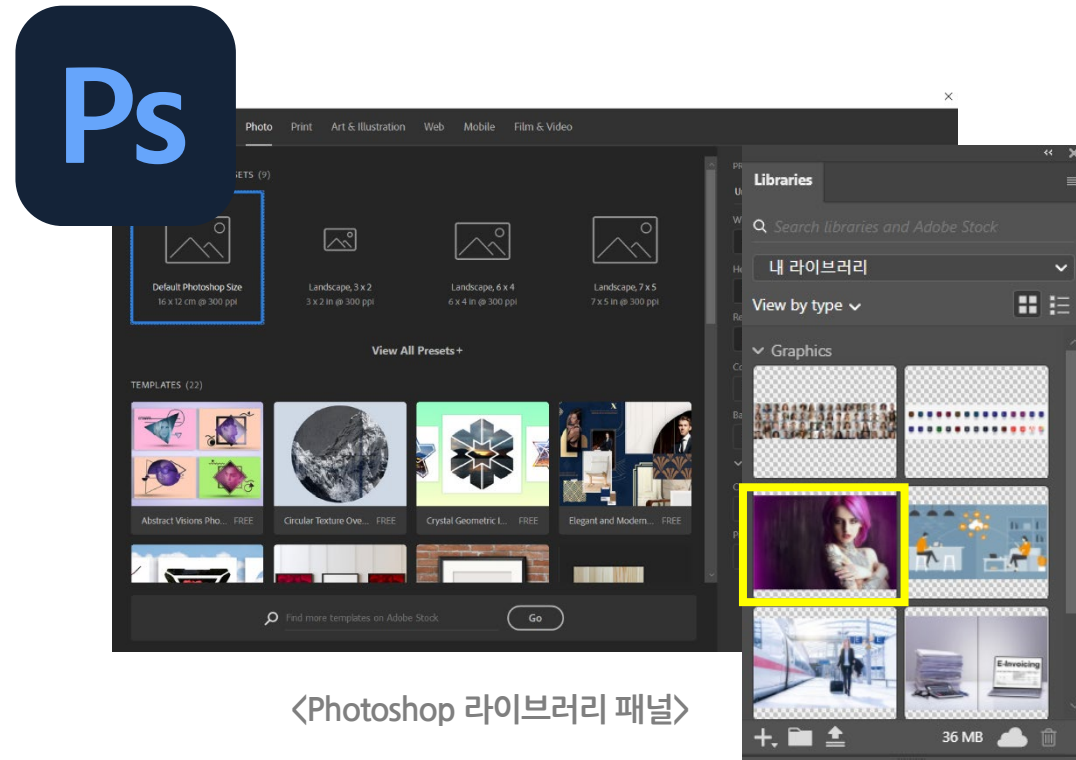 Ps
Photo Print Art & Illustration Web Mobile Film & Video
(9)
Default Photoshop Size
16 x 12 cm @ 300 ppi
Landscape, 3 x 2
3 x 2 in @ 300 ppi
Landscape, 6 x 4
6 x 4 in @ 300 ppi
Landscape, 7 x 5
7 x 5 in @ 300 ppi
View All Presets+
TEMPLATES (22)
Abstract Visions Pho... FREE
Circular Texture Ove... FREE
Crystal Geometric I... FREE
Elegant and Modern... FREE
Find more templates on Adobe Stock
Go
Libraries
Search libraries and Adobe Stock
내 라이브러리
View by type
Graphics
E-Invoicing
36 MB
<Photoshop 라이브러리 패널>